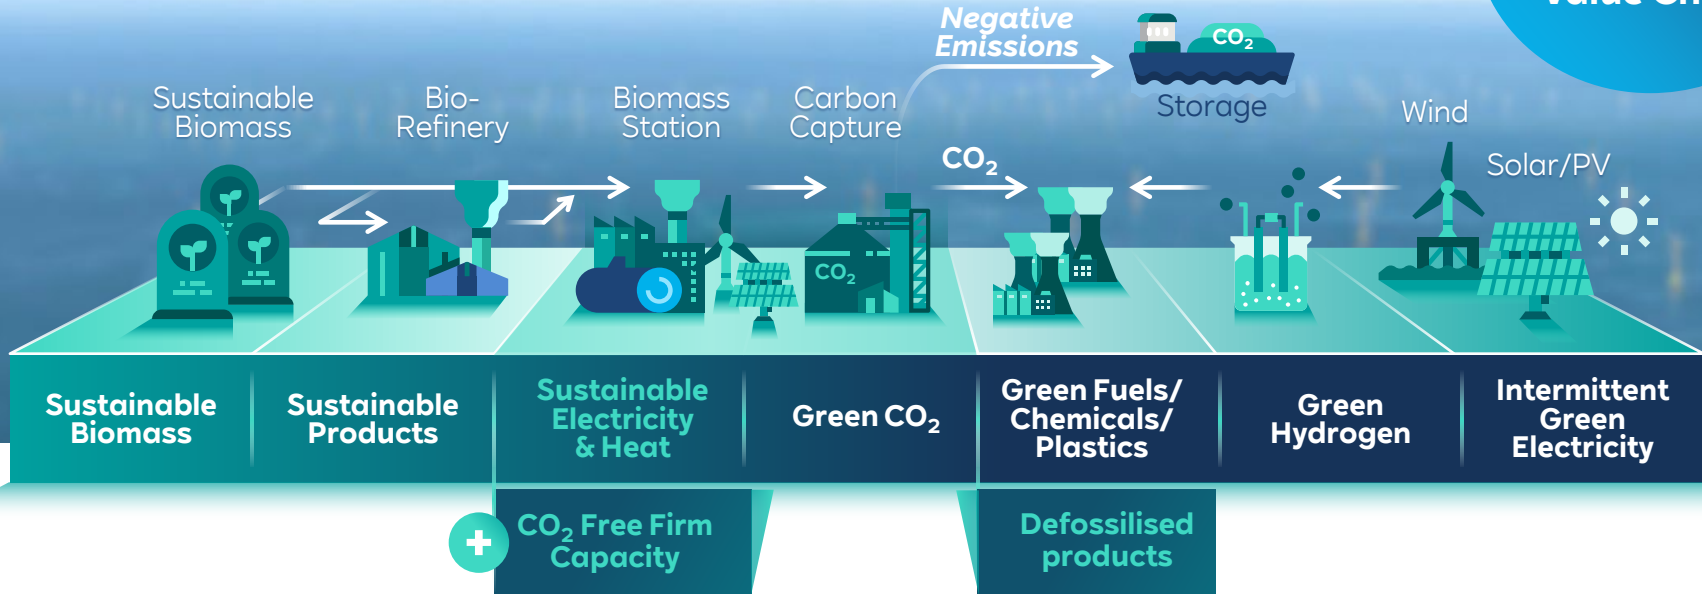 Negative
Emissions
CO₂
Storage
Sustainable
Biomass
Bio-
Refinery
Biomass
Station
Carbon
Capture
CO₂
Wind
Solar/PV
CO₂
Sustainable
Biomass
Sustainable
Products
Sustainable
Electricity
& Heat
Green CO₂
Green Fuels/
Chemicals/
Plastics
Green
Hydrogen
Intermittent
Green
Electricity
CO₂ Free Firm
Capacity
Defossilised
products